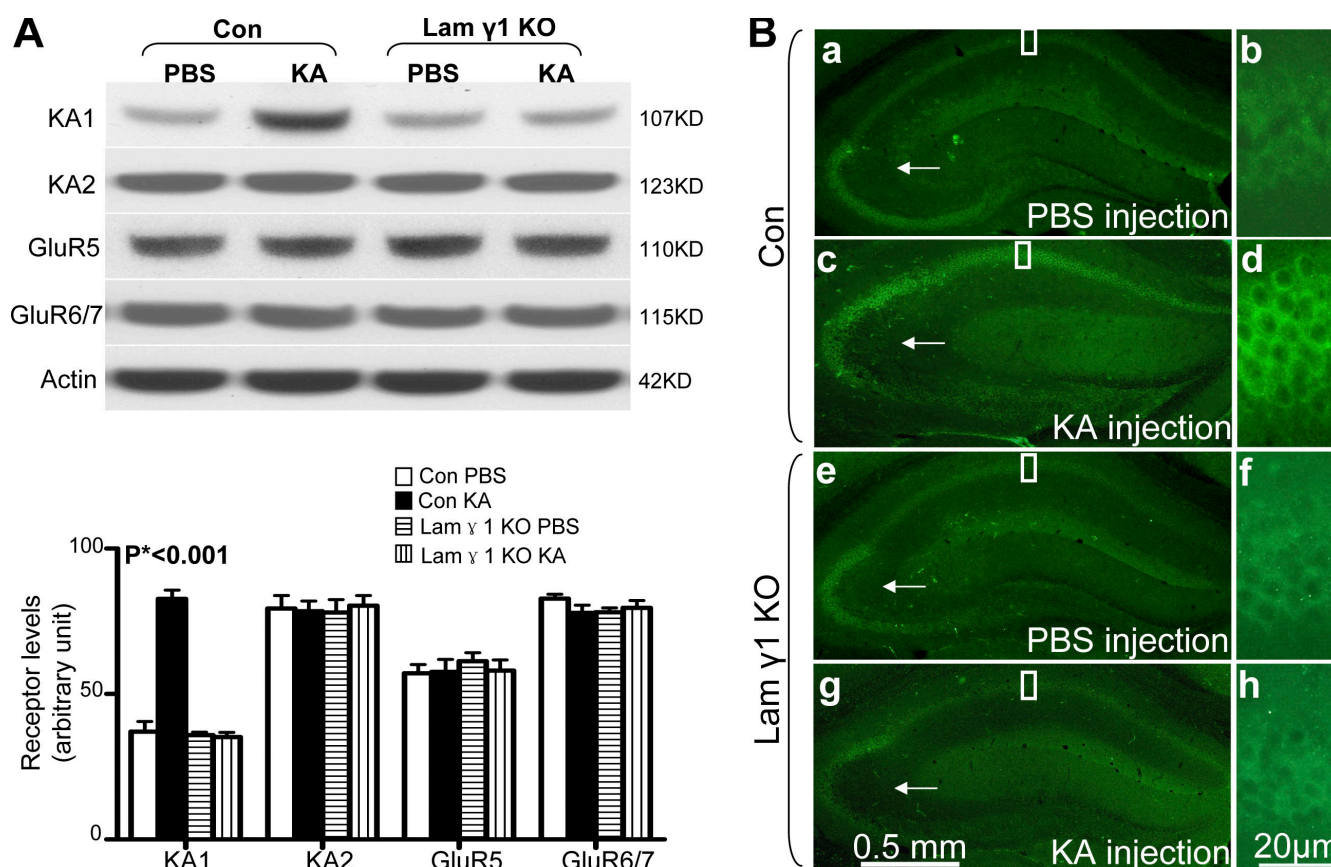 A
Con
Lam γ1 KO
PBS
KA
PBS
KA
KA1
107KD
KA2
123KD
GluR5
110KD
GluR6/7
115KD
Actin
42KD
Con PBS
Con KA
Lam γ 1 KO PBS
Lam γ 1 KO KA
P*<0.001
Receptor levels
(arbitrary unit)
100
50
0
KA1
KA2
GluR5
GluR6/7
B
Con
a
PBS injection
b
c
KA injection
d
Lam γ1 KO
e
PBS injection
f
g
KA injection
0.5 mm
h
20µm